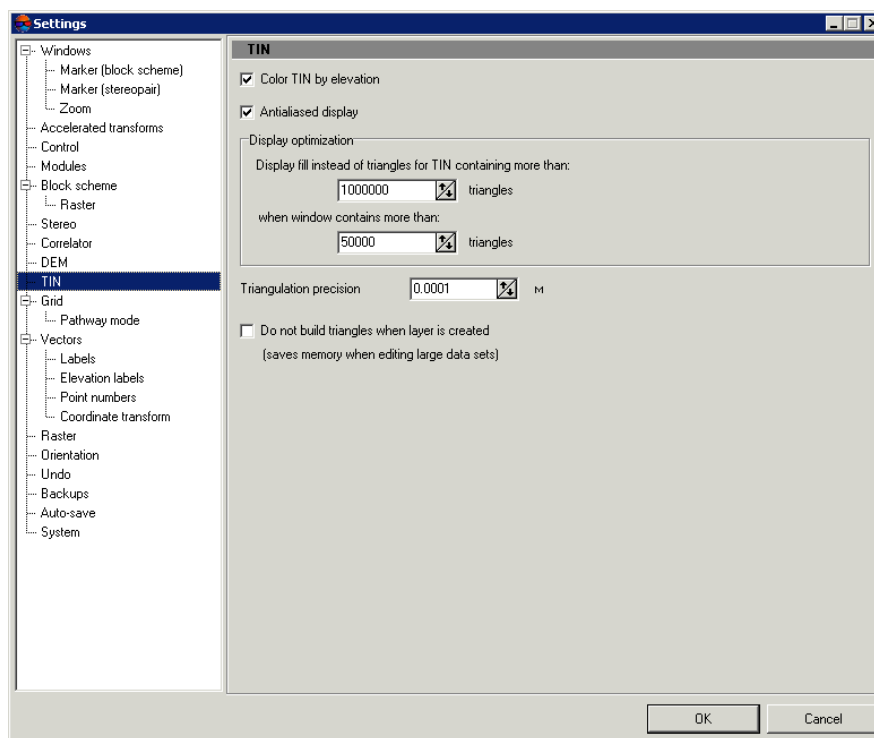 Settings
Windows
Marker (block scheme)
Marker (stereopair)
Zoom
Accelerated transforms
Control
Modules
Block scheme
Raster
Stereo
Correlator
DEM
TIN
Grid
Pathway mode
Vectors
Labels
Elevation labels
Point numbers
Coordinate transform
Raster
Orientation
Undo
Backups
Auto-save
System
TIN
Color TIN by elevation
Antialiased display
Display optimization
Display fill instead of triangles for TIN containing more than:
1000000 triangles
when window contains more than:
50000 triangles
Triangulation precision 0.0001 м
Do not build triangles when layer is created
(saves memory when editing large data sets)
OK Cancel